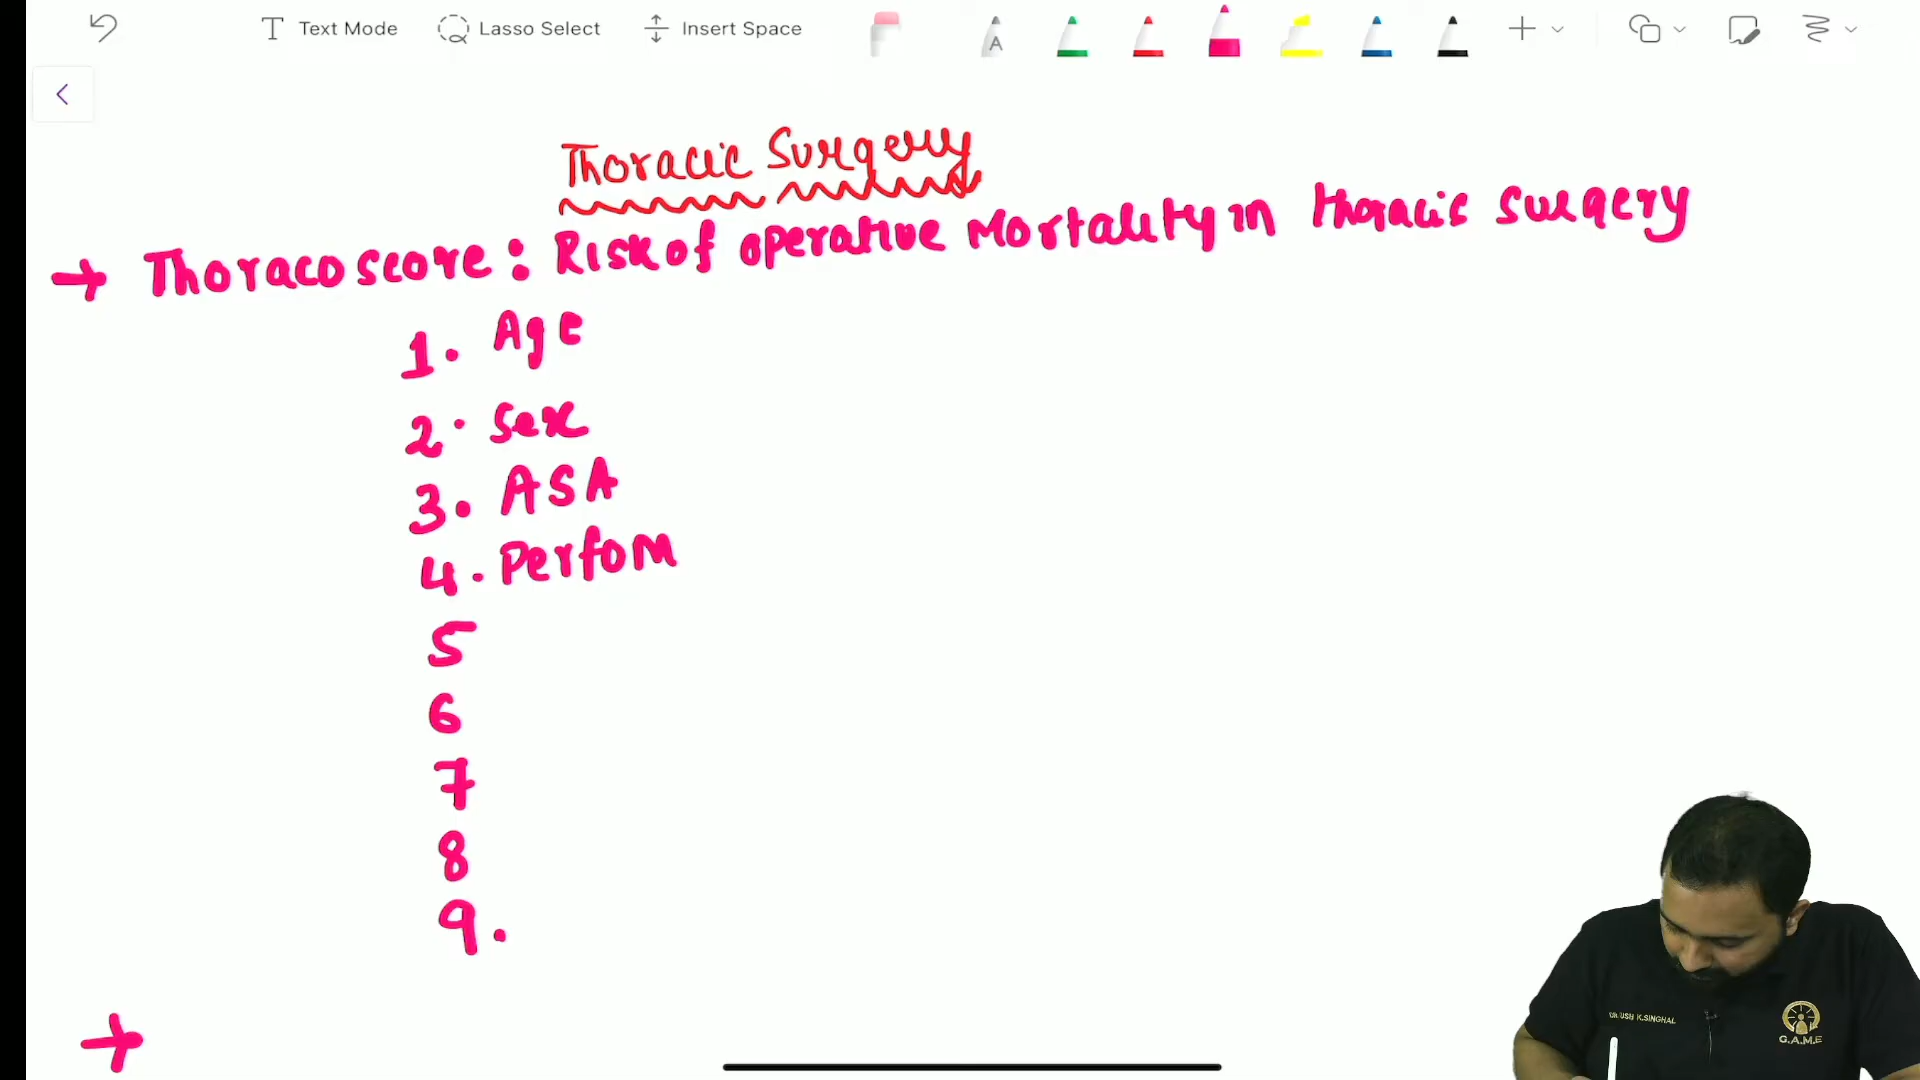 Text Mode Lasso Select Insert Space
A
Thoracic Surgery
→ Thoracoscore: Risk of operative Mortality in thoracic surgery
1. Age
2. Sex
3. ASA
4. Perfom
5
6
7
8
9.
K.SINGHAL
G.A.M.E